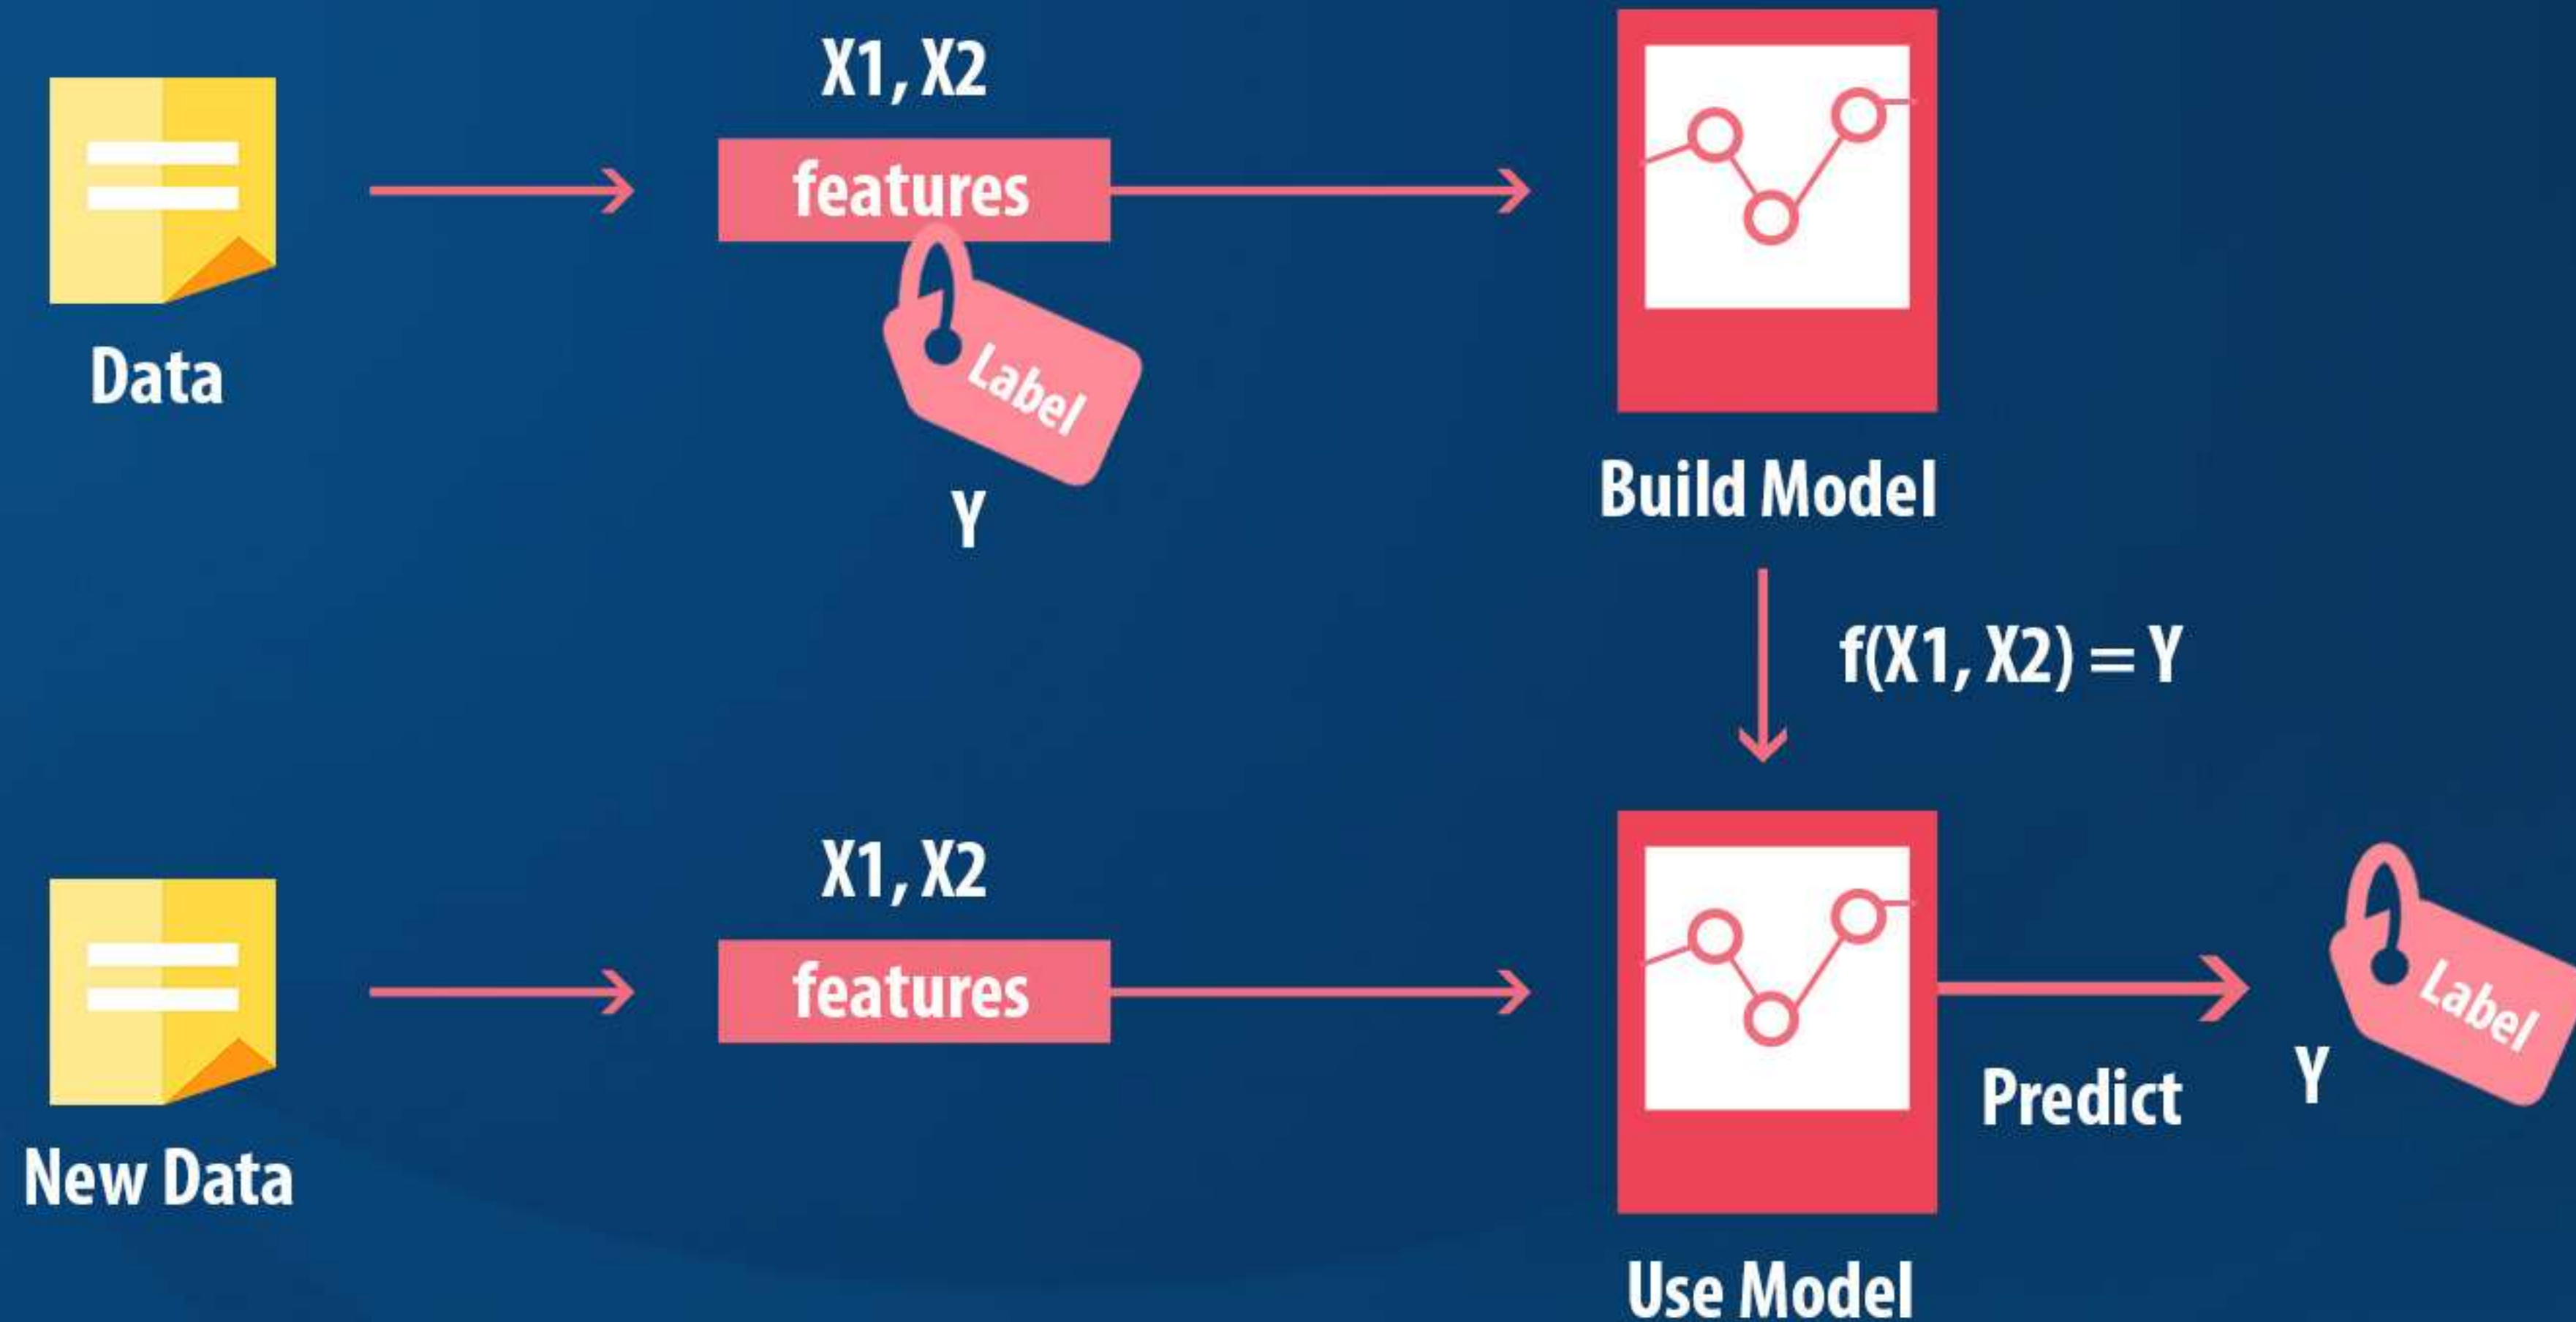 X1, X2
features
Label
Data
Y
Build Model
f(X1, X2) = Y
X1, X2
features
Label
Predict
Y
New Data
Use Model